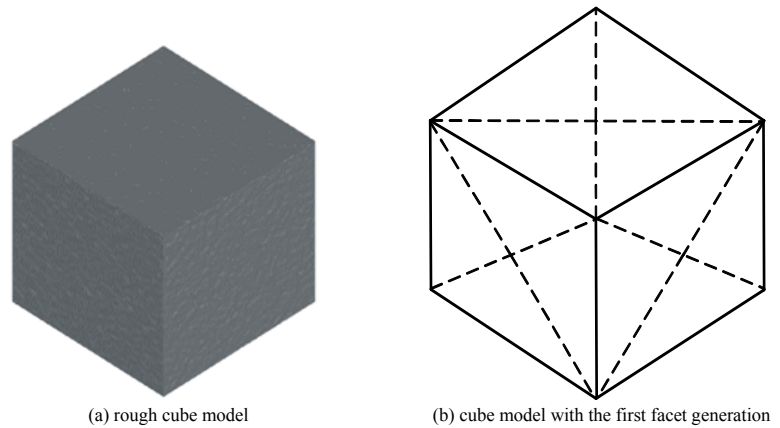 (a) rough cube model
(b) cube model with the first facet generation